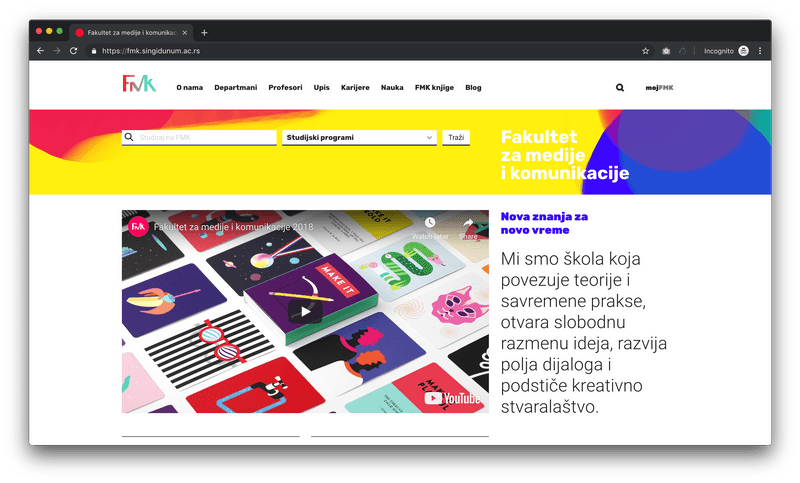 Fakultet za medije i komunikac
https://fmk.singidunum.ac.rs
Incognito
FMK
O nama
Departmani
Profesori
Upis
Karijere
Nauka
FMK knjige
Blog
mojFMK
Studiraj na FMK
Studijski programi
Traži
Fakultet
za medije
i komunikacije
FMK
Fakultet za medije i komunikacije 2018
Watch later
Share
MAKE IT
YouTube
Nova znanja za
novo vreme
Mi smo škola koja
povezuje teorije i
savremene prakse,
otvara slobodnu
razmenu ideja, razvija
polja dijaloga i
podstiče kreativno
stvaralaštvo.